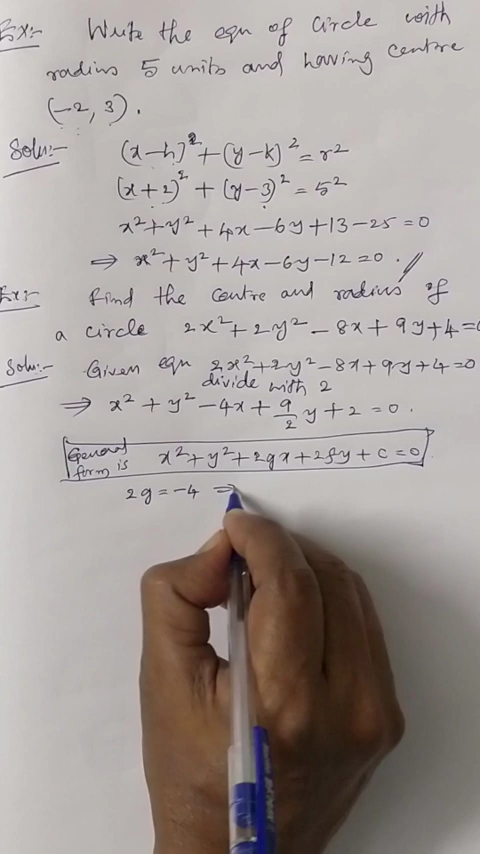 Ex:- Write the equn of circle with
radius 5 units and having centre
(-2, 3).
Soln:- (x-h)² + (y-k)² = r²
(x+2)² + (y-3)² = 5²
x² + y² + 4x - 6y + 13 - 25 = 0
⇒ x² + y² + 4x - 6y - 12 = 0.
Ex:- Find the centre and radius of
a circle 2x² + 2y² - 8x + 9y + 4 = 0
Soln:- Given equn 2x² + 2y² - 8x + 9y + 4 = 0
divide with 2
⇒ x² + y² - 4x + 9/2 y + 2 = 0.
General form is x² + y² + 2gx + 2fy + c = 0
2g = -4 ⇒